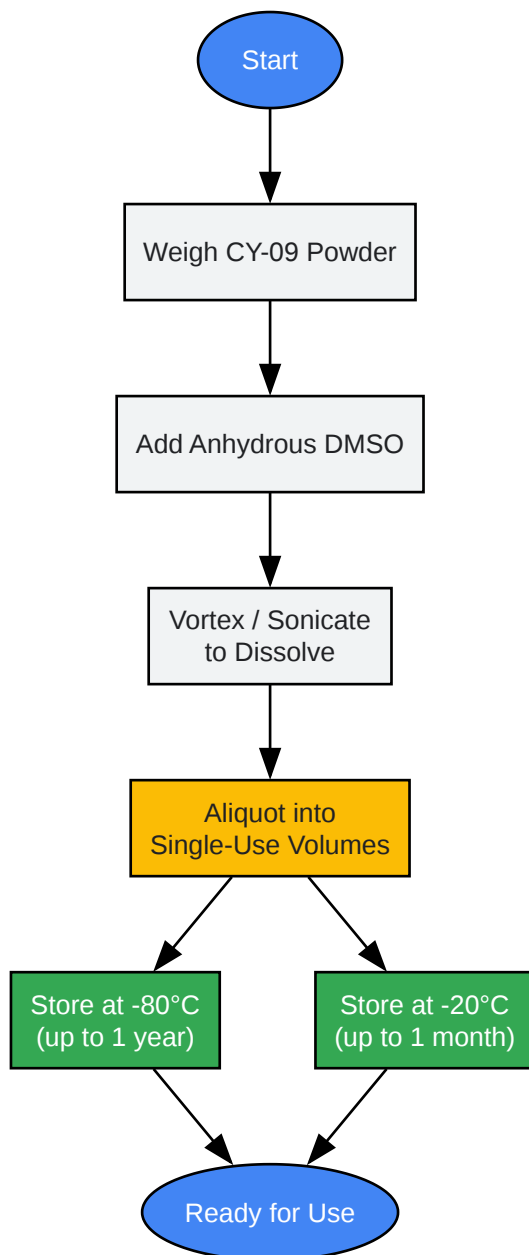 Start
Weigh CY-09 Powder
Add Anhydrous DMSO
Vortex / Sonicate
to Dissolve
Aliquot into
Single-Use Volumes
Store at -80°C
(up to 1 year)
Store at -20°C
(up to 1 month)
Ready for Use